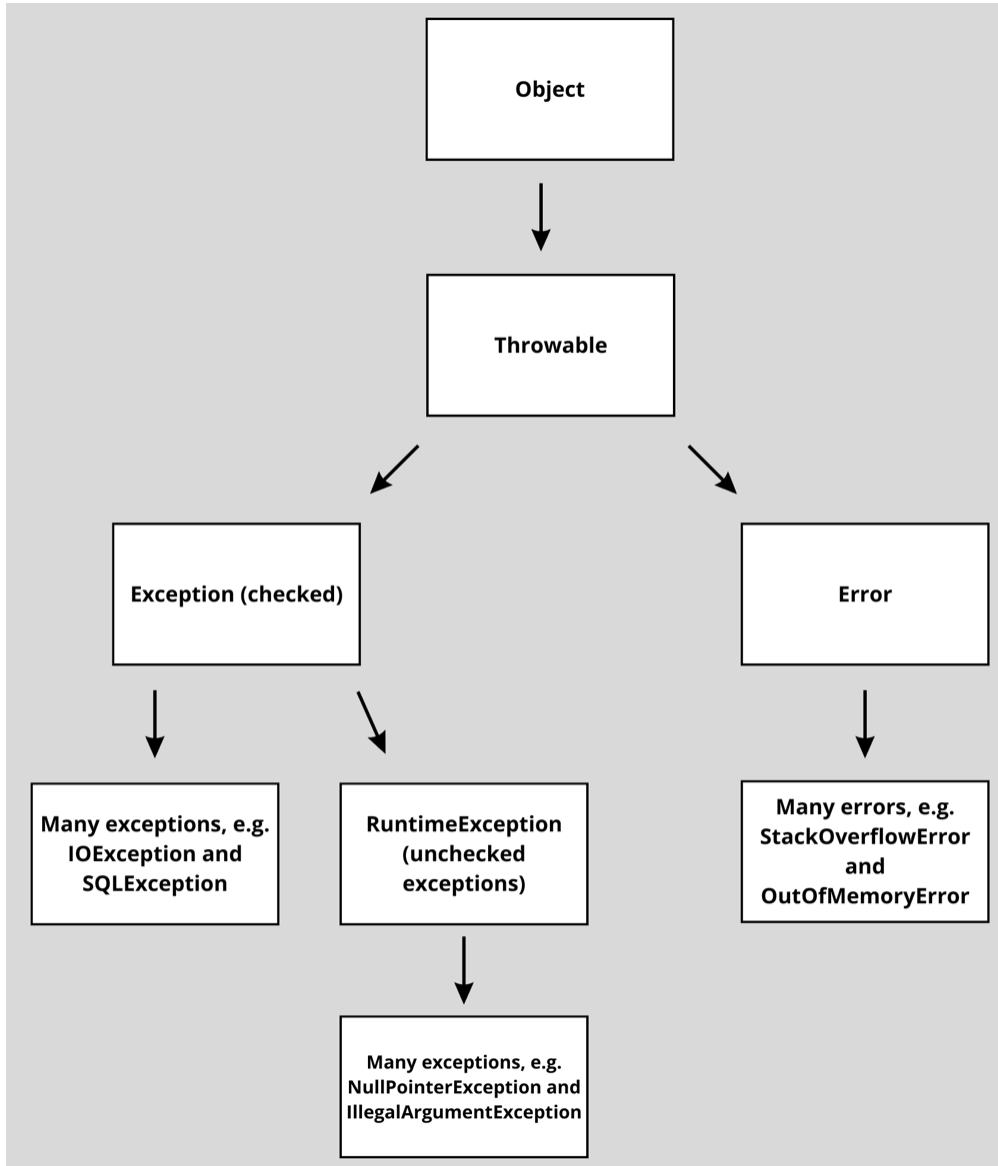 Object
Throwable
Exception (checked)
Error
Many exceptions, e.g.
IOException and
SQLException
RuntimeException
(unchecked
exceptions)
Many errors, e.g.
StackOverflowError
and
OutOfMemoryError
Many exceptions, e.g.
NullPointerException and
IllegalArgumentException